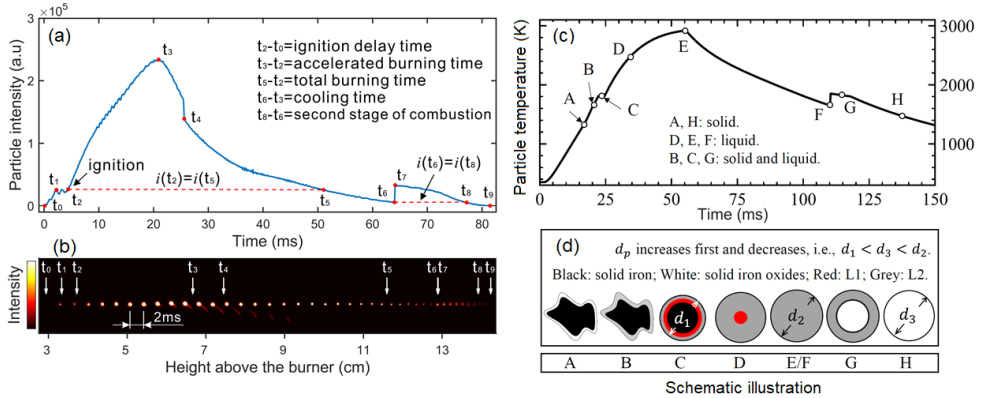 (a)
× 10⁵
3
2
1
0
Particle intensity (a.u)
t₃
t₂-t₀=ignition delay time
t₃-t₂=accelerated burning time
t₅-t₂=total burning time
t₆-t₃=cooling time
t₈-t₆=second stage of combustion
t₄
ignition
t₁
t₀
t₂
i(t₂)=i(t₅)
t₅
i(t₆)=i(t₈)
t₆
t₇
t₈
t₉
0 10 20 30 40 50 60 70 80
Time (ms)
(b)
Intensity
t₀ t₁ t₂ t₃ t₄ t₅ t₆ t₇ t₈ t₉
2ms
3 5 7 9 11 13
Height above the burner (cm)
(c)
Particle temperature (K)
3000
2000
1000
A
B
C
D
E
F
G
H
A, H: solid.
D, E, F: liquid.
B, C, G: solid and liquid.
0 25 50 75 100 125 150
Time (ms)
(d)
dₚ increases first and decreases, i.e., d₁ < d₃ < d₂.
Black: solid iron; White: solid iron oxides; Red: L1; Grey: L2.
d₁
d₂
d₃
A B C D E/F G H
Schematic illustration